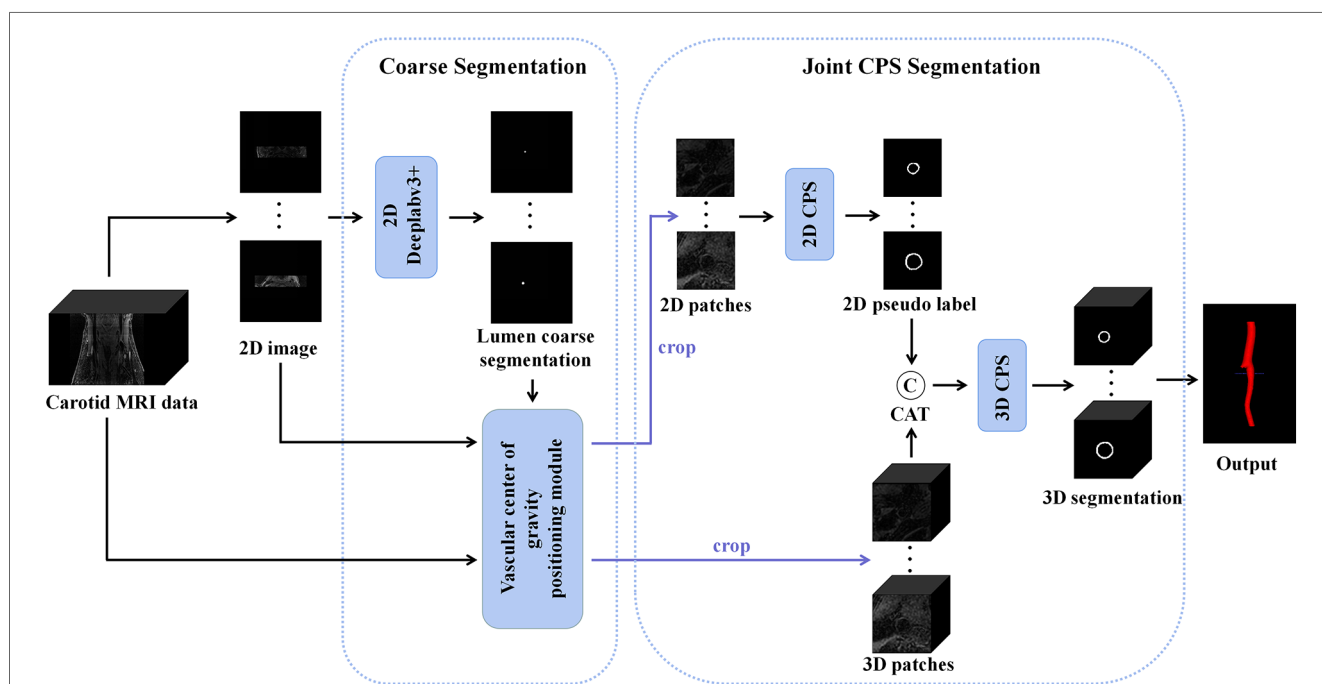 Coarse Segmentation
Joint CPS Segmentation
2D
Deeplabv3+
2D CPS
2D image
Lumen coarse
segmentation
2D patches
2D pseudo label
crop
Carotid MRI data
C
CAT
3D CPS
Vascular center of
gravity
positioning module
3D segmentation
Output
crop
3D patches